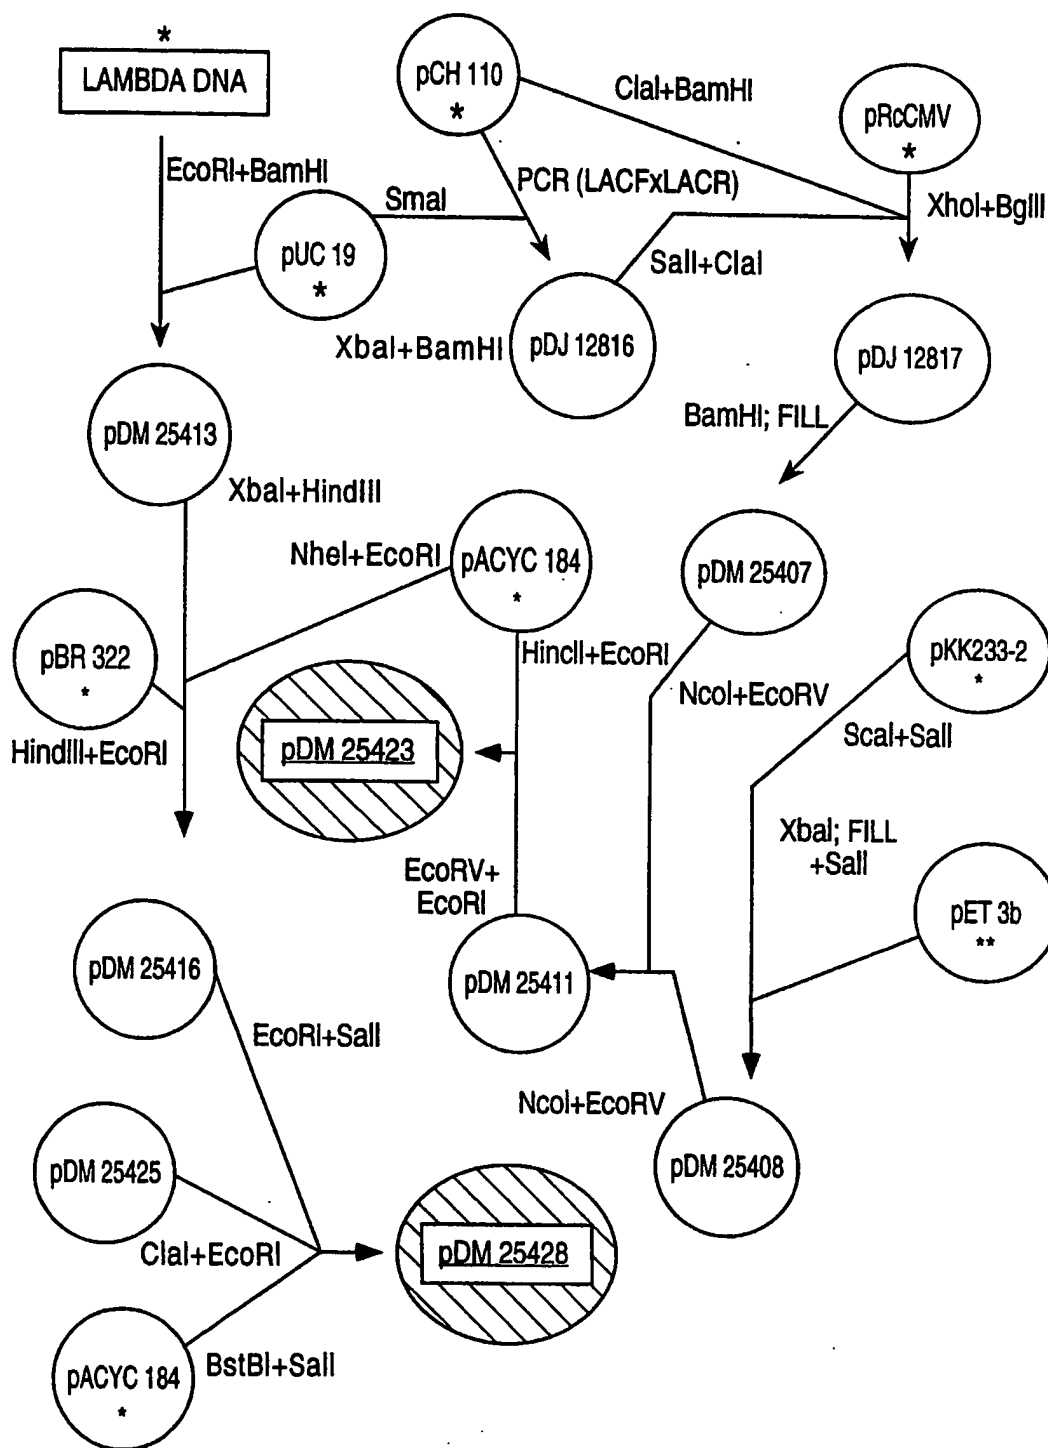 *
LAMBDA DNA
pCH 110
*
ClaI+BamHI
pRcCMV
*
EcoRI+BamHI
SmaI
PCR (LACFxLACR)
XhoI+BglII
pUC 19
*
SalI+ClaI
XbaI+BamHI
pDJ 12816
pDJ 12817
BamHI; FILL
pDM 25413
XbaI+HindIII
NheI+EcoRI
pACYC 184
*
pDM 25407
pBR 322
*
HincII+EcoRI
pKK233-2
*
NcoI+EcoRV
HindIII+EcoRI
pDM 25423
ScaI+SalI
XbaI; FILL
+SalI
EcoRV+
EcoRI
pET 3b
**
pDM 25416
pDM 25411
EcoRI+SalI
NcoI+EcoRV
pDM 25425
pDM 25408
ClaI+EcoRI
pDM 25428
BstBI+SalI
pACYC 184
*